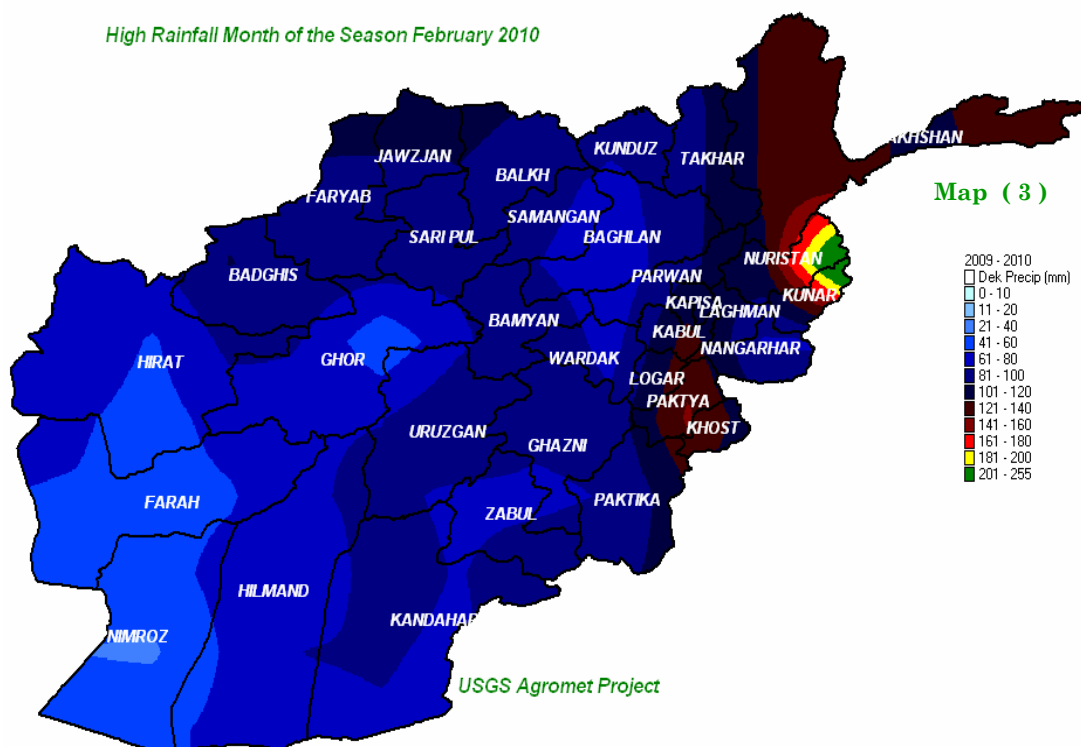 High Rainfall Month of the Season February 2010
JAWZJAN
KUNDUZ
TAKHAR
AKHSHAN
BALKH
FARYAB
Map ( 3 )
SAMANGAN
SARI PUL
BAGHLAN
NURISTAN
BADGHIS
PARWAN
KUNAR
KAPISA
LAGHMAN
BAMYAN
KABUL
HIRAT
GHOR
WARDAK
NANGARHAR
LOGAR
PAKTYA
KHOST
URUZGAN
GHAZNI
FARAH
ZABUL
PAKTIKA
HILMAND
KANDAHAR
NIMROZ
USGS Agromet Project
2009 - 2010
Dek Precip (mm)
0 - 10
11 - 20
21 - 40
41 - 60
61 - 80
81 - 100
101 - 120
121 - 140
141 - 160
161 - 180
181 - 200
201 - 255